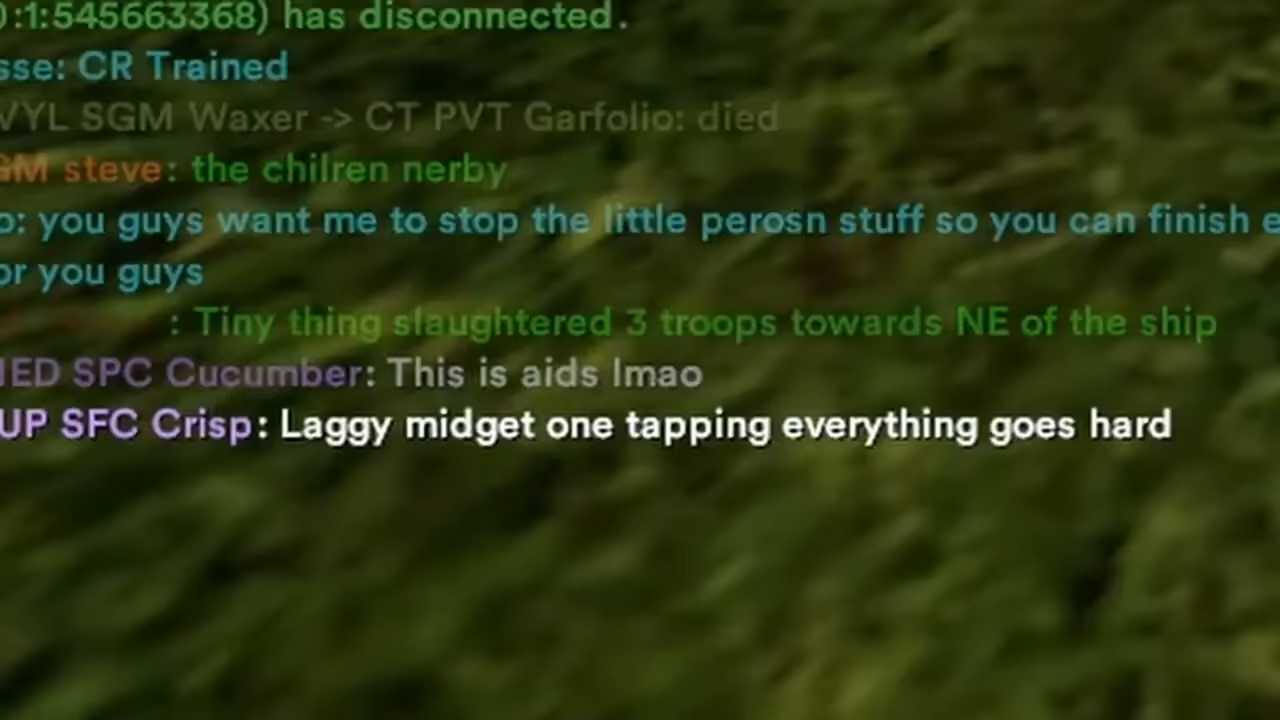 0:1:545663368) has disconnected.
sse: CR Trained
VYL SGM Waxer -> CT PVT Garfolio: died
GM steve: the chilren nerby
o: you guys want me to stop the little perosn stuff so you can finish e
or you guys
: Tiny thing slaughtered 3 troops towards NE of the ship
IED SPC Cucumber: This is aids lmao
UP SFC Crisp: Laggy midget one tapping everything goes hard